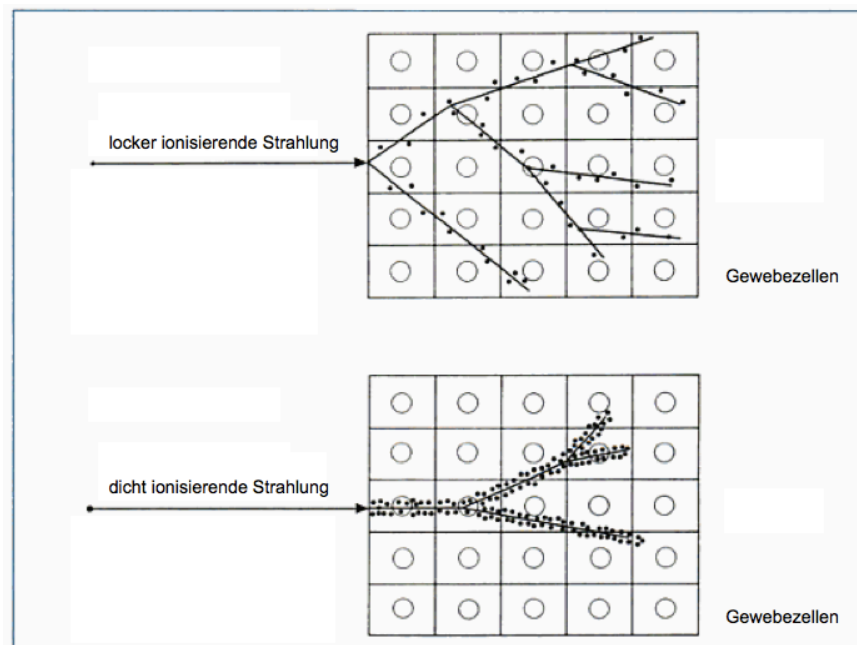 locker ionisierende Strahlung
Gewebezellen
dicht ionisierende Strahlung
Gewebezellen